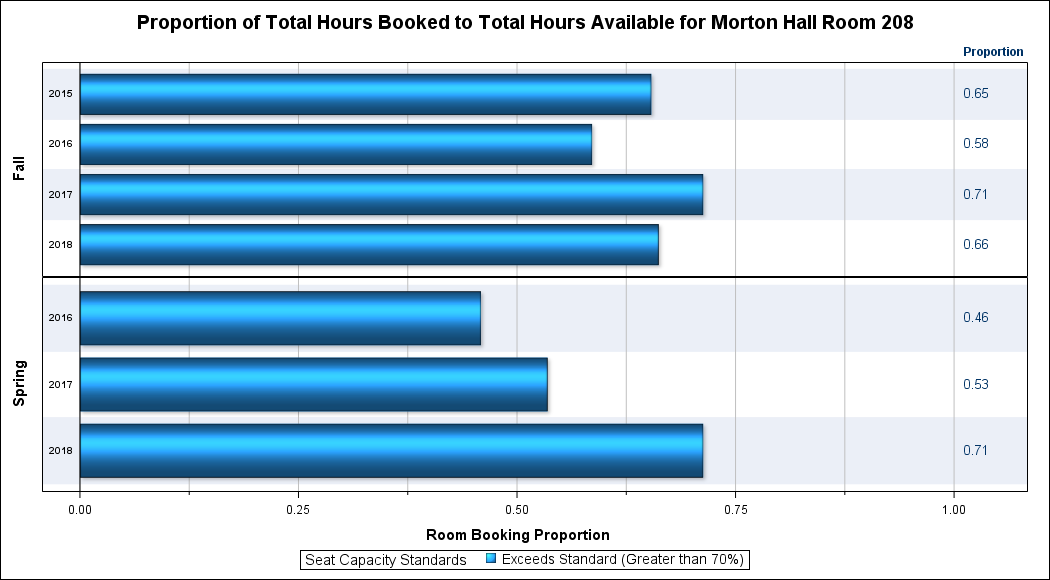 Proportion of Total Hours Booked to Total Hours Available for Morton Hall Room 208
Proportion
Fall
2015 0.65
2016 0.58
2017 0.71
2018 0.66
Spring
2016 0.46
2017 0.53
2018 0.71
0.00 0.25 0.50 0.75 1.00
Room Booking Proportion
Seat Capacity Standards Exceeds Standard (Greater than 70%)